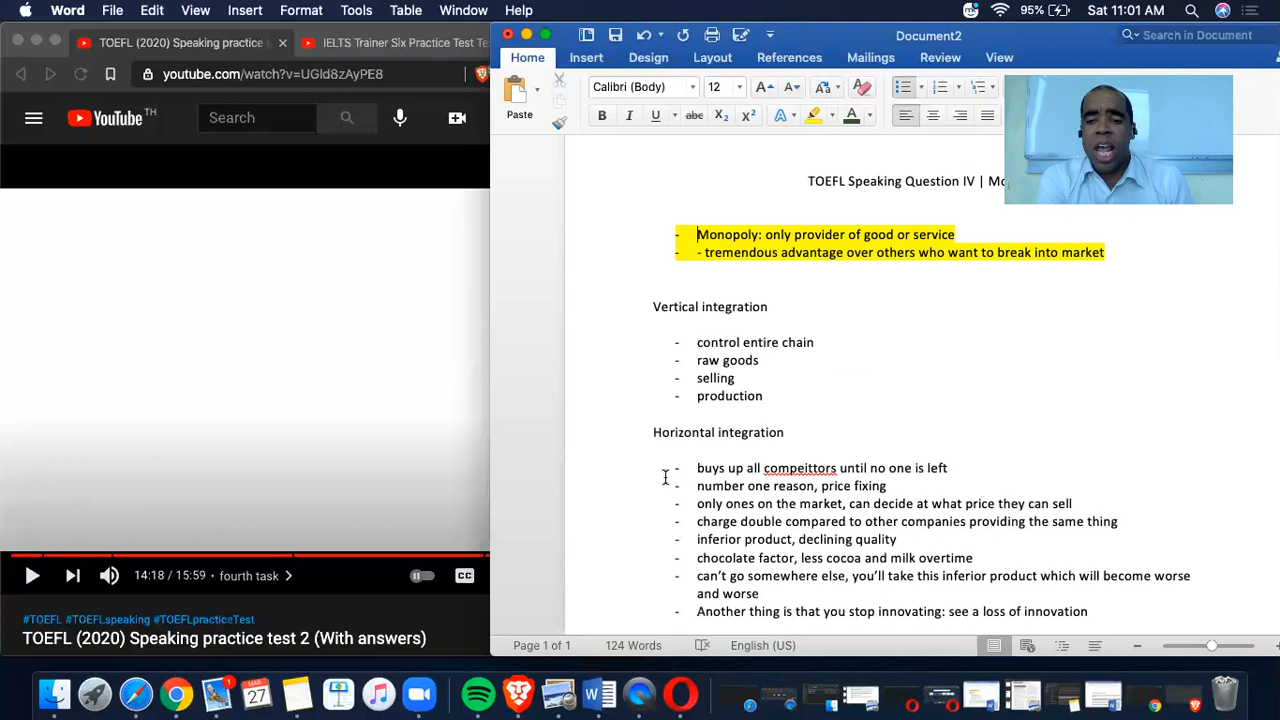 Word File Edit View Insert Format Tools Table Window Help 95% Sat 11:01 AM
TOEFL (2020) Speaking practice
IELTS Trainer Six Practice Test Te
Document2
Search in Document
youtube.com/watch?v=UGld8zAyPE8
Home Insert Design Layout References Mailings Review View
YouTube TH
Search
Paste
Calibri (Body) 12
B I U abc X2 X2 A A
TOEFL Speaking Question IV | Mo
- Monopoly: only provider of good or service
- - tremendous advantage over others who want to break into market
Vertical integration
- control entire chain
- raw goods
- selling
- production
Horizontal integration
- buys up all compeittors until no one is left
- number one reason, price fixing
- only ones on the market, can decide at what price they can sell
- charge double compared to other companies providing the same thing
- inferior product, declining quality
- chocolate factor, less cocoa and milk overtime
- can't go somewhere else, you'll take this inferior product which will become worse
and worse
- Another thing is that you stop innovating: see a loss of innovation
14:18 / 15:59 fourth task
CC
#TOEFL #TOEFLspeaking #TOEFLpracticeTest
TOEFL (2020) Speaking practice test 2 (With answers)
Page 1 of 1 124 Words English (US)
1
MAR
27
W